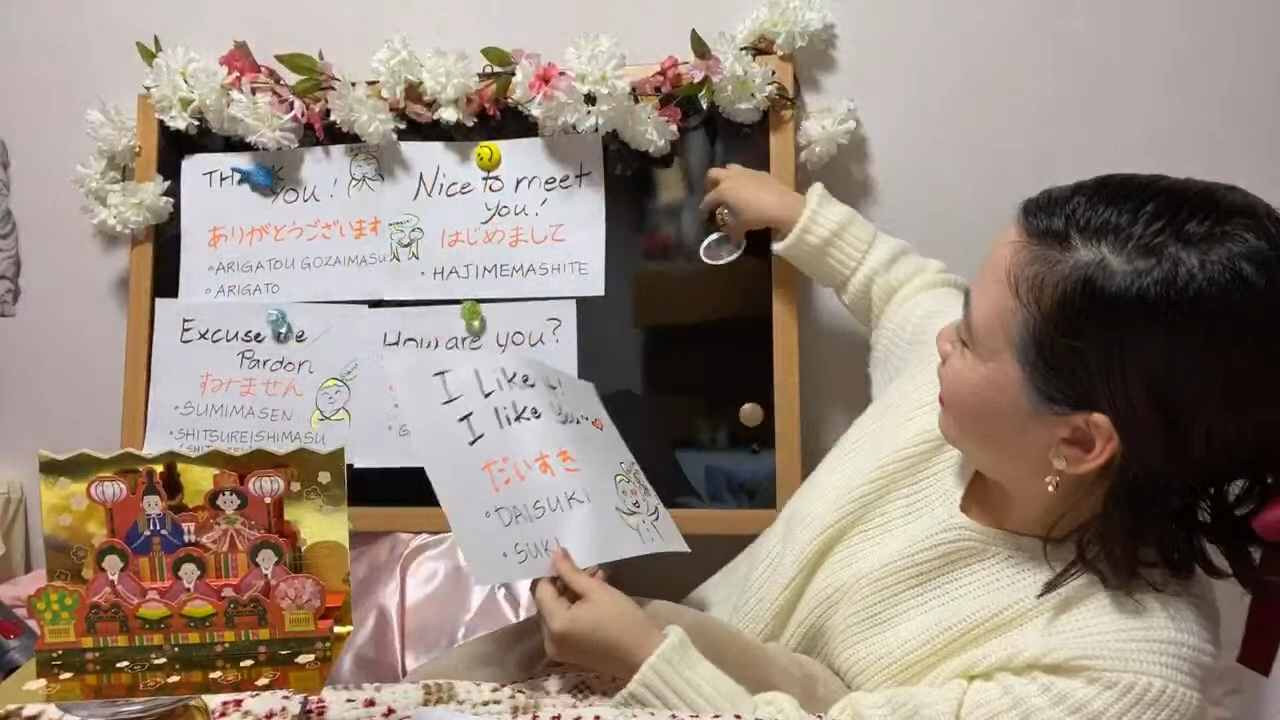 THANK
YOU!
ありがとうございます
•ARIGATOU GOZAIMASU
•ARIGATO
Nice to meet
you!
はじめまして
•HAJIMEMASHITE
Excuse me
Pardon
すみません
•SUMIMASEN
•SHITSUREISHIMASU
How are you?
I Like it!
I like You..
だいすき
•DAISUKI
•SUKI